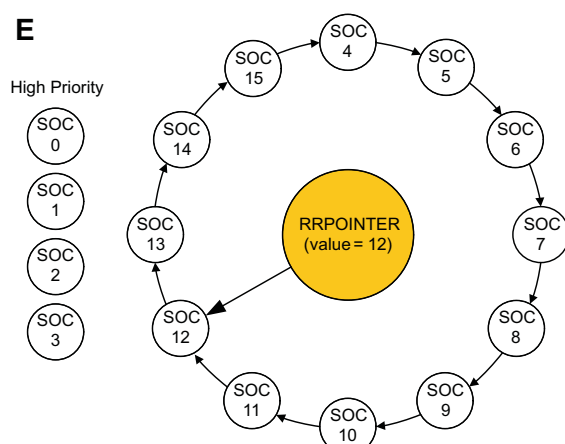 E
High Priority
SOC
0
SOC
1
SOC
2
SOC
3
SOC
4
SOC
5
SOC
6
SOC
7
SOC
8
SOC
9
SOC
10
SOC
11
SOC
12
SOC
13
SOC
14
SOC
15
RRPOINTER
(value = 12)